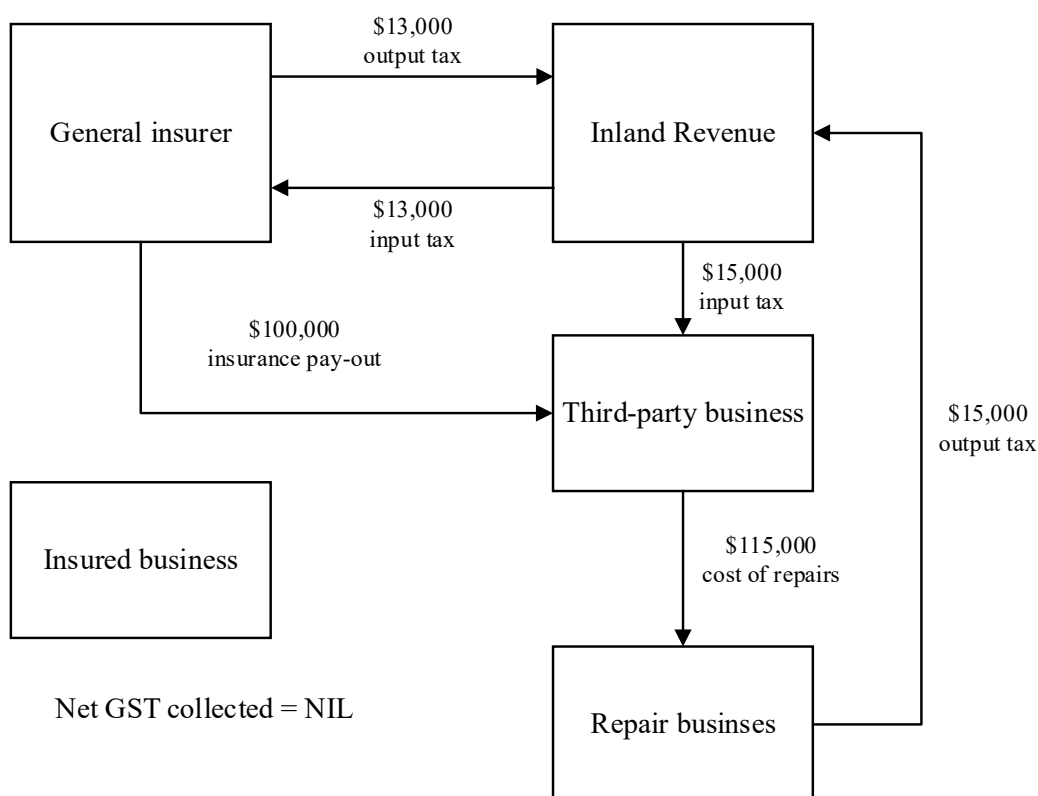 $13,000
output tax
General insurer
Inland Revenue
$13,000
input tax
$15,000
input tax
$100,000
insurance pay-out
Third-party business
$15,000
output tax
Insured business
$115,000
cost of repairs
Net GST collected = NIL
Repair businses